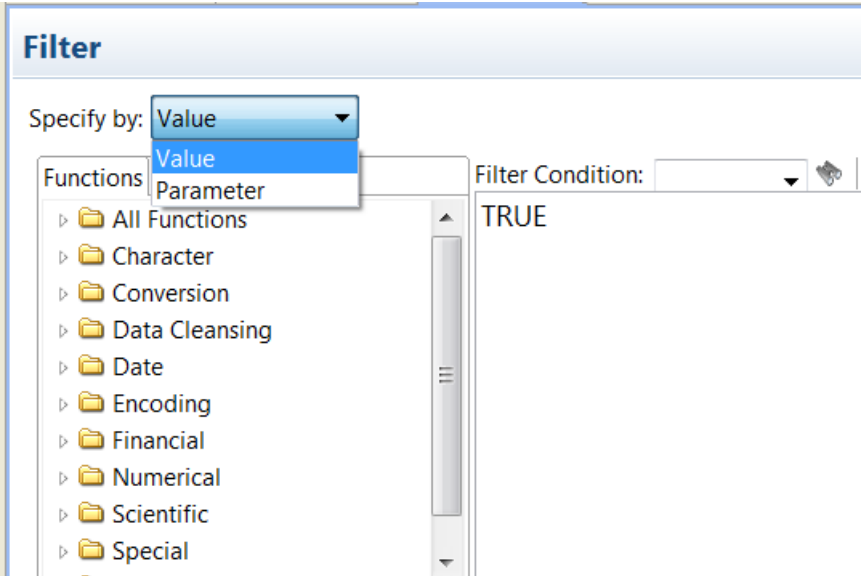 Filter
Specify by: Value
Value
Parameter
Functions
Filter Condition:
All Functions
Character
Conversion
Data Cleansing
Date
Encoding
Financial
Numerical
Scientific
Special
TRUE